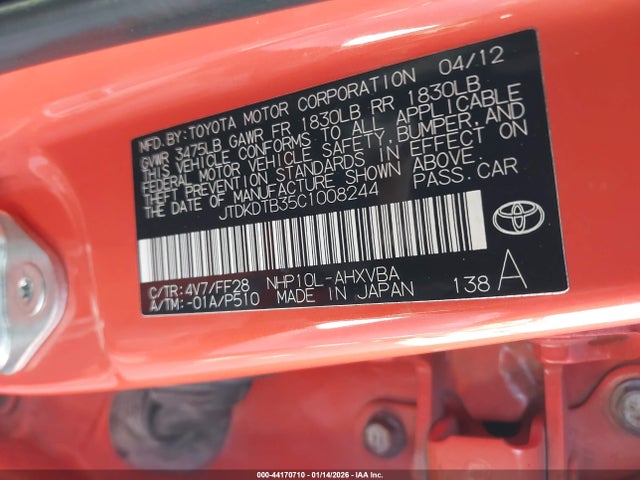 MFD.BY:TOYOTA MOTOR CORPORATION 04/12
GVWR 3475LB GAWR FR 1830LB RR 1830LB
THIS VEHICLE CONFORMS TO ALL APPLICABLE
FEDERAL MOTOR VEHICLE SAFETY, BUMPER, AND
THEFT PREVENTION STANDARDS IN EFFECT ON
THE DATE OF MANUFACTURE SHOWN ABOVE.
JTDKDTB35C1008244 PASS.CAR
TOYOTA
C/TR: 4V7/FF28 NHP10L-AHXVBA
A/TM: -01A/P510 MADE IN JAPAN 138 A
000-44170710 - 01/14/2026 - IAA Inc.